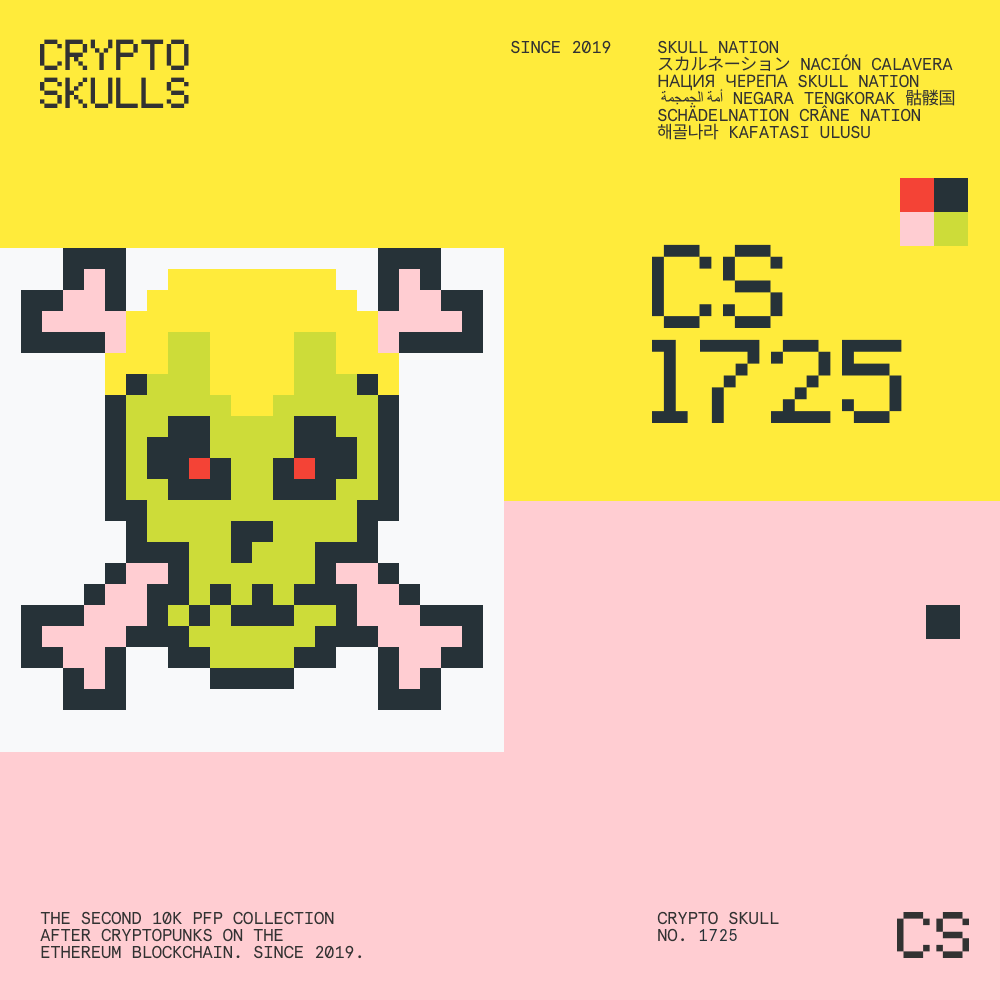 CRYPTO
SKULLS
SINCE 2019
SKULL NATION
スカルネーション NACIÓN CALAVERA
НАЦИЯ ЧЕРЕПА SKULL NATION
أمة الجمجمة NEGARA TENGKORAK 骷髅国
SCHÄDELNATION CRÂNE NATION
해골나라 KAFATASI ULUSU
CS
1725
THE SECOND 10K PFP COLLECTION
AFTER CRYPTOPUNKS ON THE
ETHEREUM BLOCKCHAIN. SINCE 2019.
CRYPTO SKULL
NO. 1725
CS